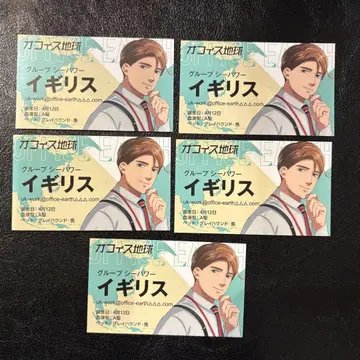 オフィス地球
グループ シーパワー
イギリス
uk-work@office-earth△△△.com
誕生日:4月12日
血液型:A型
ペット:グレイハウンド・馬
オフィス地球
グループ シーパワー
イギリス
uk-work@office-earth△△△.com
誕生日:4月12日
血液型:A型
ペット:グレイハウンド・馬
オフィス地球
グループ シーパワー
イギリス
uk-work@office-earth△△△.com
誕生日:4月12日
血液型:A型
ペット:グレイハウンド・馬
オフィス地球
グループ シーパワー
イギリス
uk-work@office-earth△△△.com
誕生日:4月12日
血液型:A型
ペット:グレイハウンド・馬
オフィス地球
グループ シーパワー
イギリス
uk-work@office-earth△△△.com
誕生日:4月12日
血液型:A型
ペット:グレイハウンド・馬